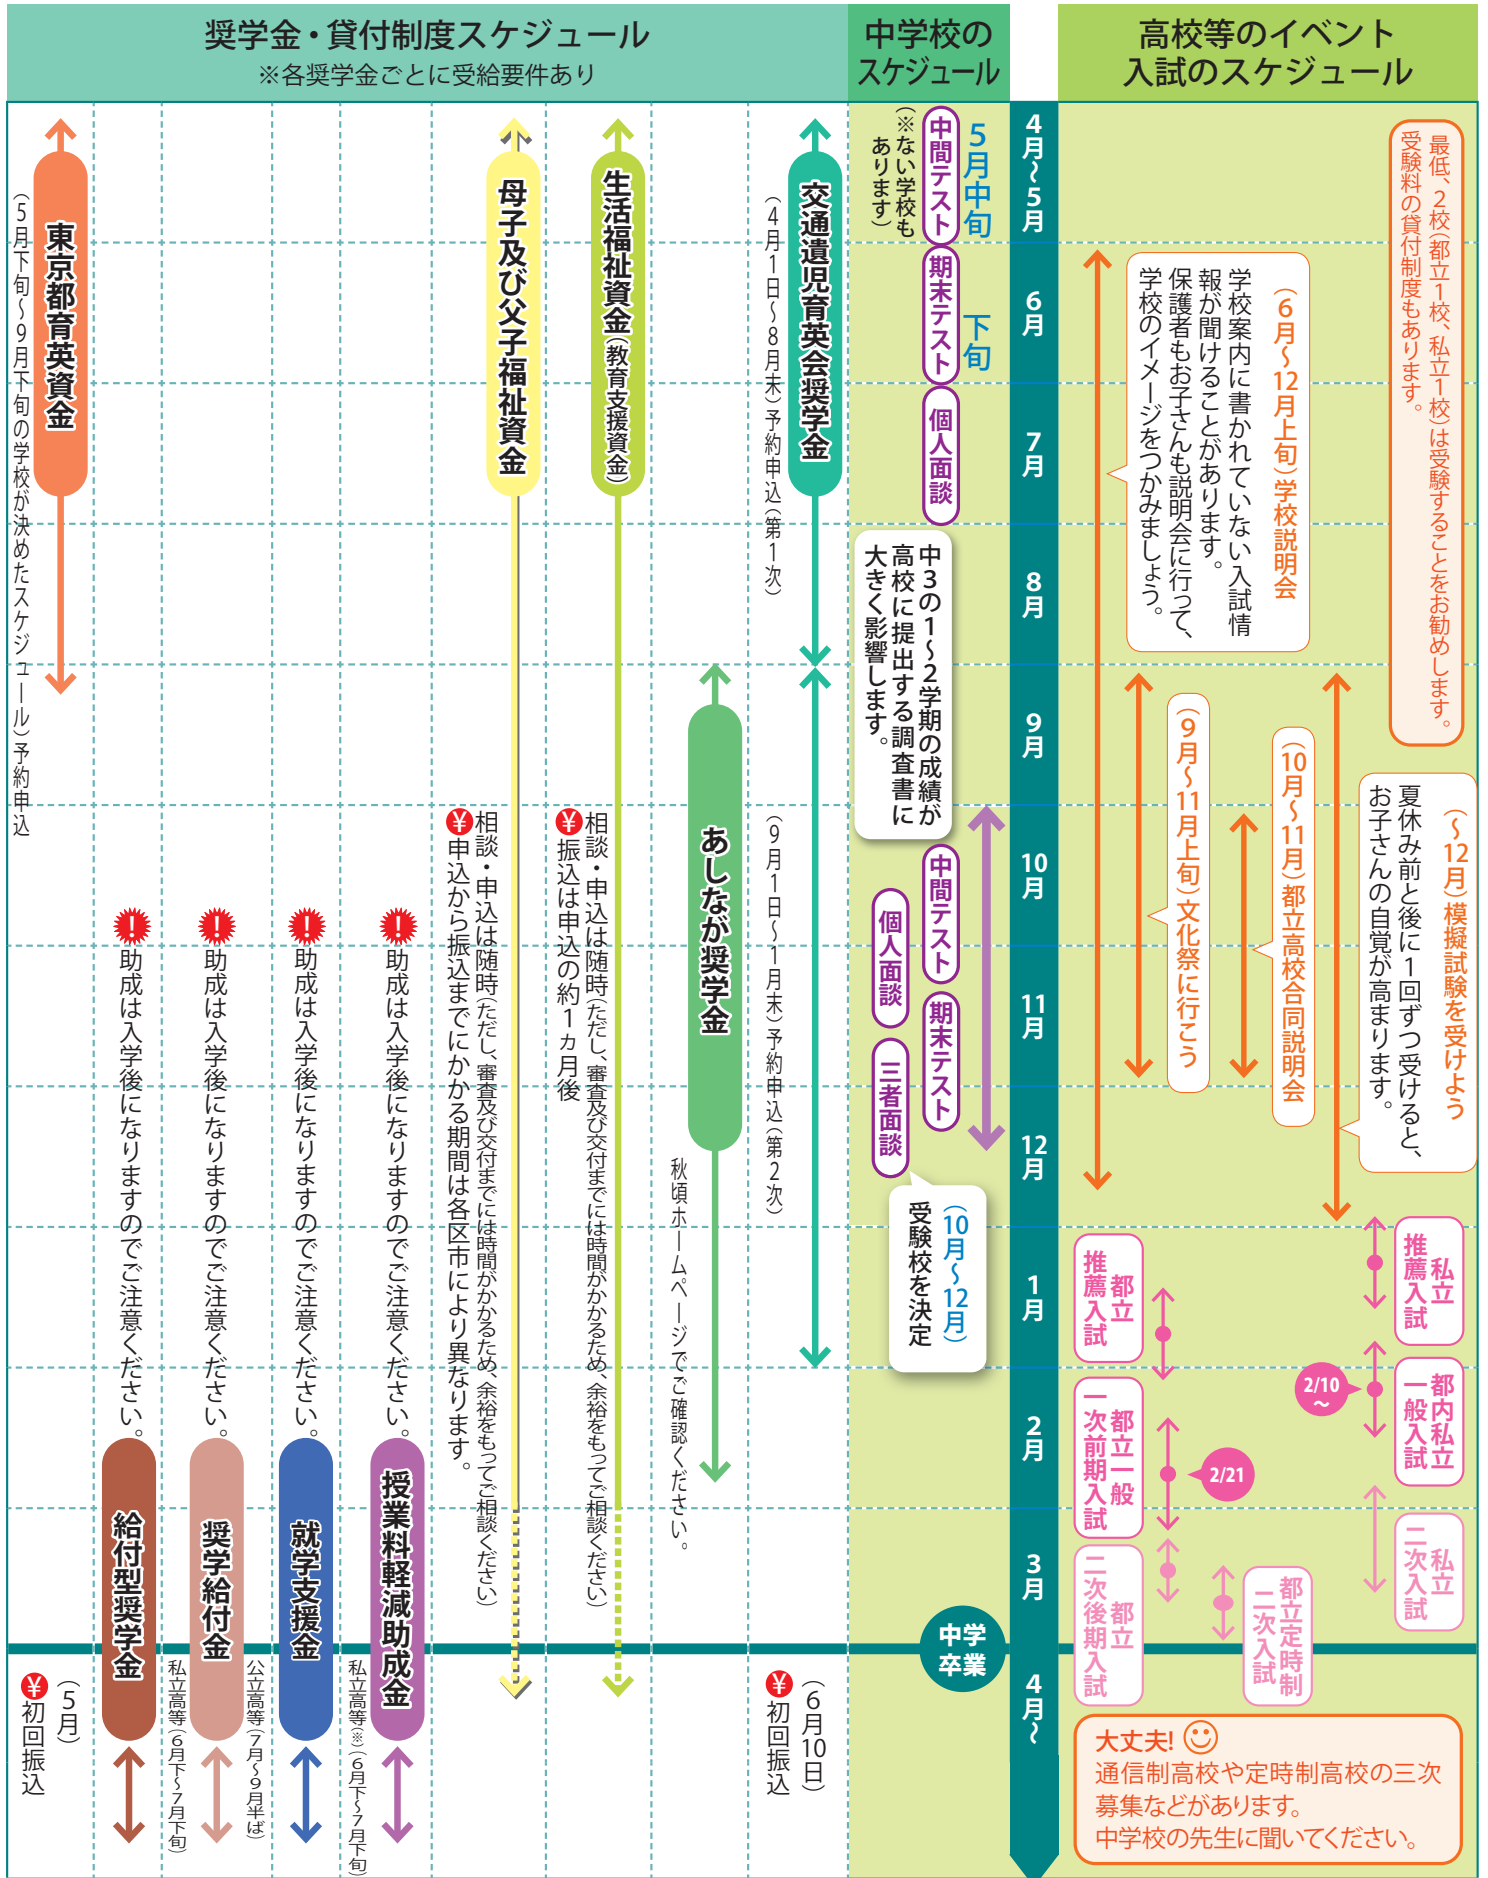 奨学金・貸付制度スケジュール
※各奨学金ごとに受給要件あり
中学校の
スケジュール
高校等のイベント
入試のスケジュール
4月〜5月
6月
7月
8月
9月
10月
11月
12月
1月
2月
3月
4月〜
中学
卒業
最低、2校(都立1校、私立1校)は受験することをお勧めします。
受験料の貸付制度もあります。
(6月〜12月上旬)学校説明会
学校案内に書かれていない入試情
報が聞けることがあります。
保護者もお子さんも説明会に行って、
学校のイメージをつかみましょう。
(〜12月)模擬試験を受けよう
夏休み前と後に1回ずつ受けると、
お子さんの自覚が高まります。
(10月〜11月)都立高校合同説明会
(9月〜11月上旬)文化祭に行こう
私立
推薦入試
都内私立
一般入試
2/10
〜
私立
二次入試
都立
推薦入試
都立一般
一次前期入試
2/21
都立
二次後期入試
都立定時制
二次入試
大丈夫!
通信制高校や定時制高校の三次
募集などがあります。
中学校の先生に聞いてください。
5月中旬
中間テスト
(※ない学校も
あります)
下旬
期末テスト
個人面談
中3の1〜2学期の成績が
高校に提出する調査書に
大きく影響します。
中間テスト
個人面談
期末テスト
三者面談
(10月〜12月)
受験校を決定
交通遺児育英会奨学金
(4月1日〜8月末)予約申込(第1次)
(9月1日〜1月末)予約申込(第2次)
(6月10日)
¥初回振込
あしなが奨学金
秋頃ホームページでご確認ください。
生活福祉資金(教育支援資金)
相談・申込は随時(ただし、審査及び交付までには時間がかかるため、余裕をもってご相談ください)
¥振込は申込の約1ヵ月後
母子及び父子福祉資金
相談・申込は随時(ただし、審査及び交付までには時間がかかるため、余裕をもってご相談ください)
¥申込から振込までにかかる期間は各区市により異なります。
!助成は入学後になりますのでご注意ください。
授業料軽減助成金
私立高等(※)(6月下〜7月下旬)
!助成は入学後になりますのでご注意ください。
就学支援金
公立高等(7月〜9月半ば)
!助成は入学後になりますのでご注意ください。
奨学給付金
私立高等(6月下〜7月下旬)
!助成は入学後になりますのでご注意ください。
給付型奨学金
東京都育英資金
(5月下旬〜9月下旬の学校が決めたスケジュール)予約申込
(5月)
¥初回振込